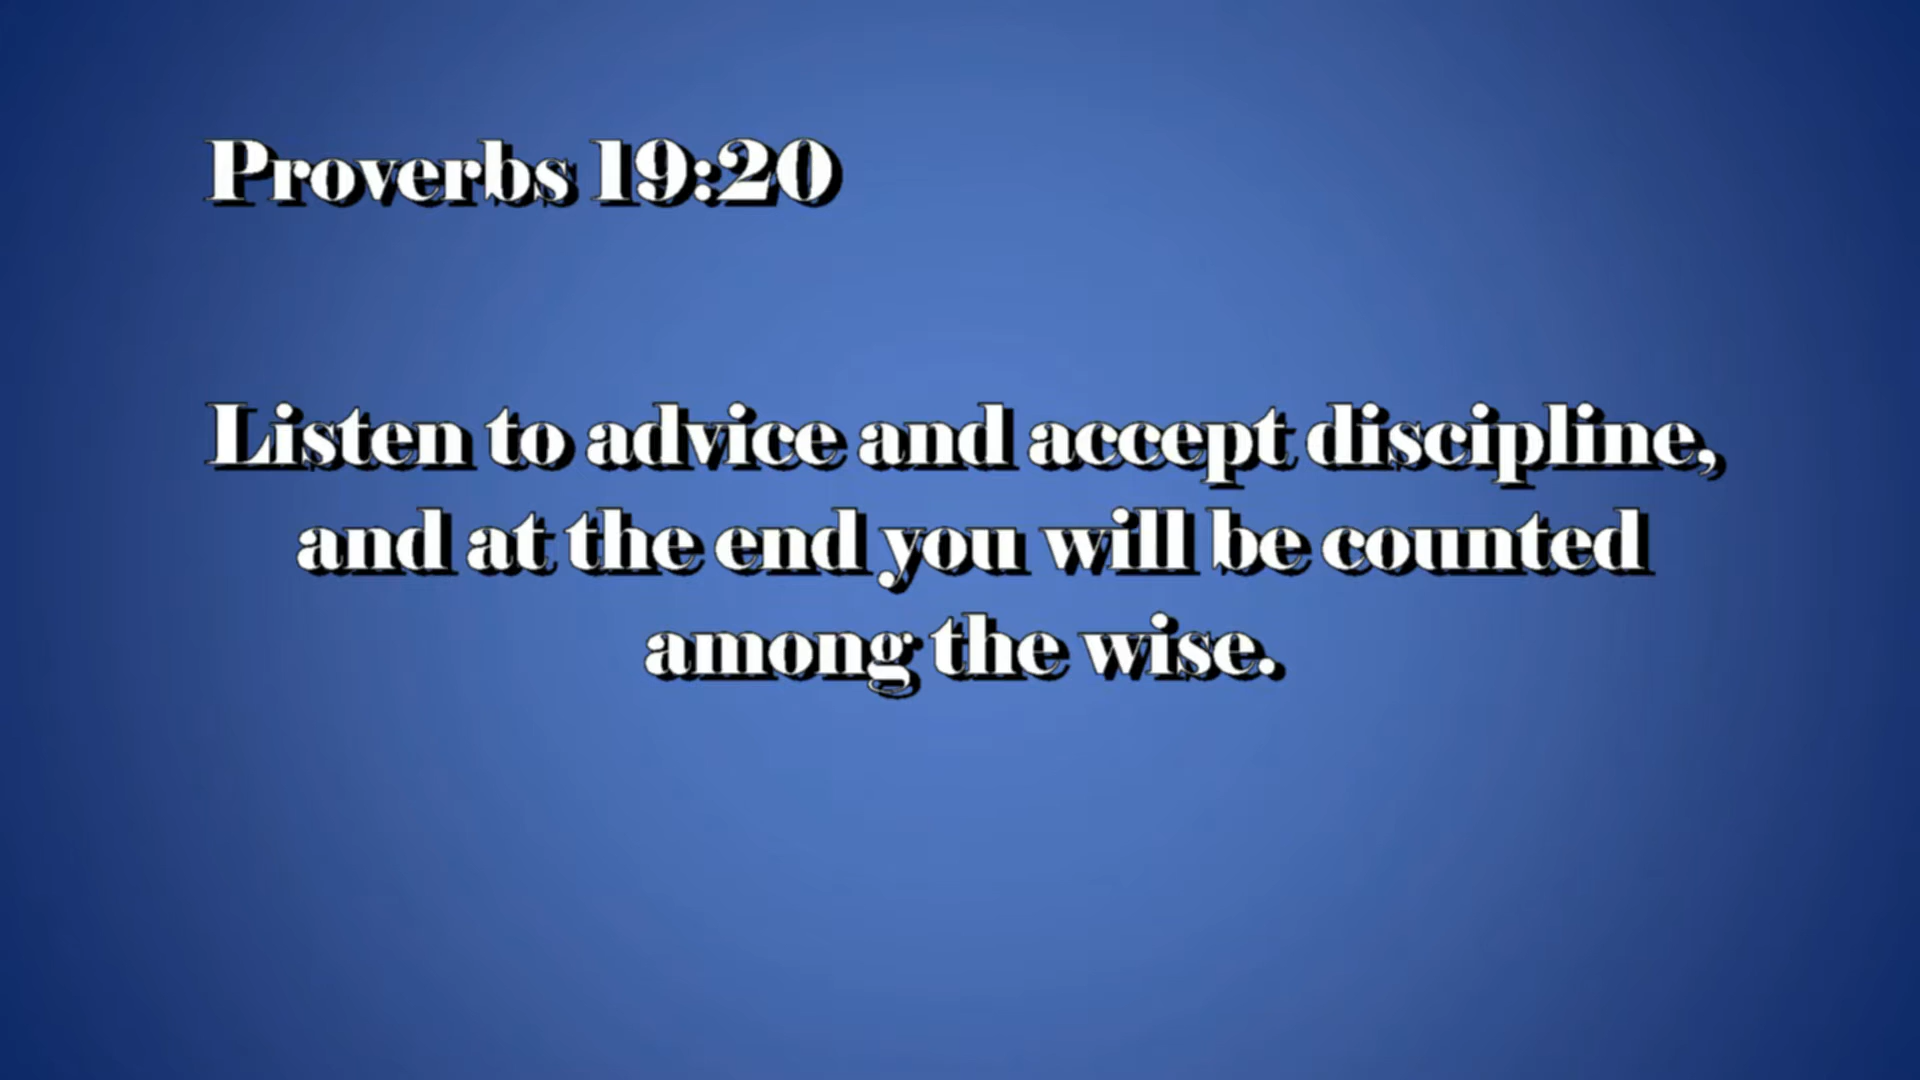 Proverbs 19:20
Listen to advice and accept discipline,
and at the end you will be counted
among the wise.